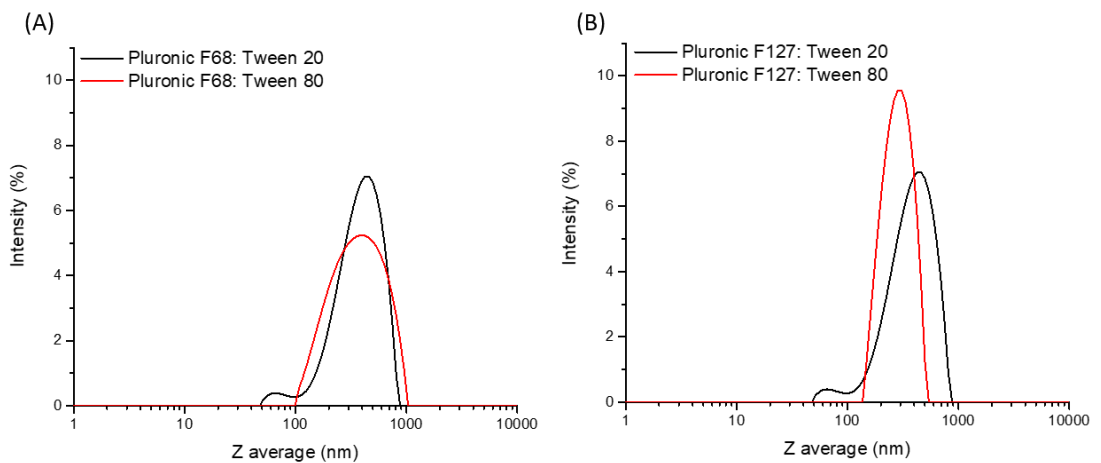 (A)
Pluronic F68: Tween 20
Pluronic F68: Tween 80
10
8
6
4
2
0
Intensity (%)
1
10
100
1000
10000
Z average (nm)
(B)
Pluronic F127: Tween 20
Pluronic F127: Tween 80
10
8
6
4
2
0
Intensity (%)
1
10
100
1000
10000
Z average (nm)